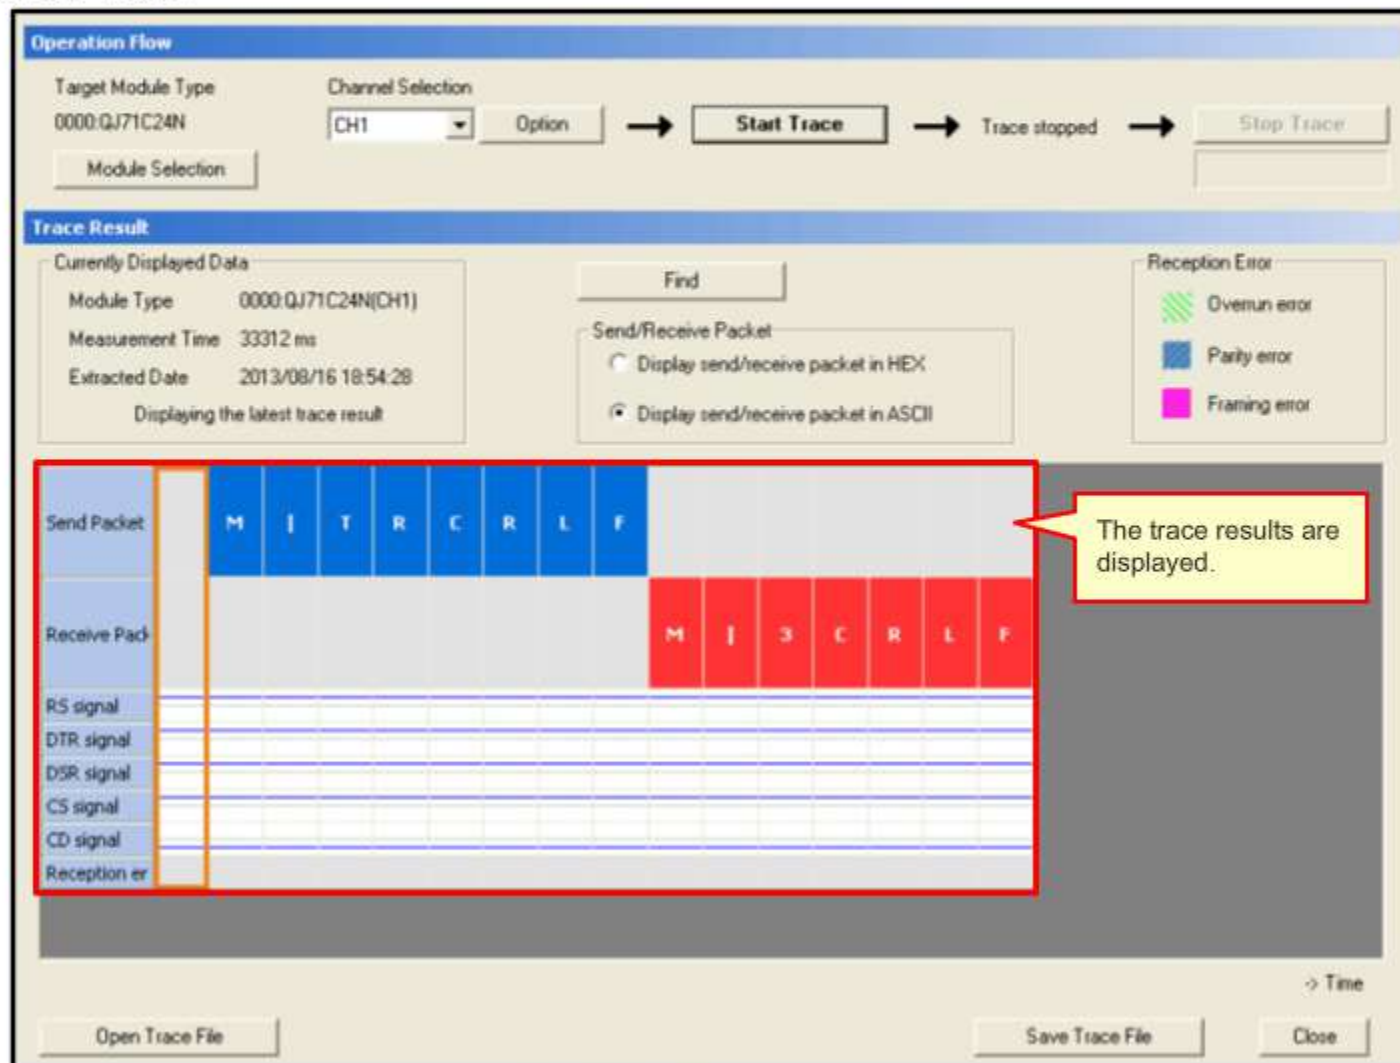 Operation Flow
Target Module Type
Channel Selection
0000:QJ71C24N
CH1
Option
Start Trace
Trace stopped
Stop Trace
Module Selection
Trace Result
Currently Displayed Data
Module Type 0000:QJ71C24N(CH1)
Measurement Time 33312 ms
Extracted Date 2013/08/16 18:54:28
Displaying the latest trace result
Find
Send/Receive Packet
Display send/receive packet in HEX
Display send/receive packet in ASCII
Reception Error
Overrun error
Parity error
Framing error
Send Packet M ] T R C R L F
The trace results are
displayed.
Receive Pack M ] 3 C R L F
RS signal
DTR signal
DSR signal
CS signal
CD signal
Reception er
-> Time
Open Trace File
Save Trace File
Close